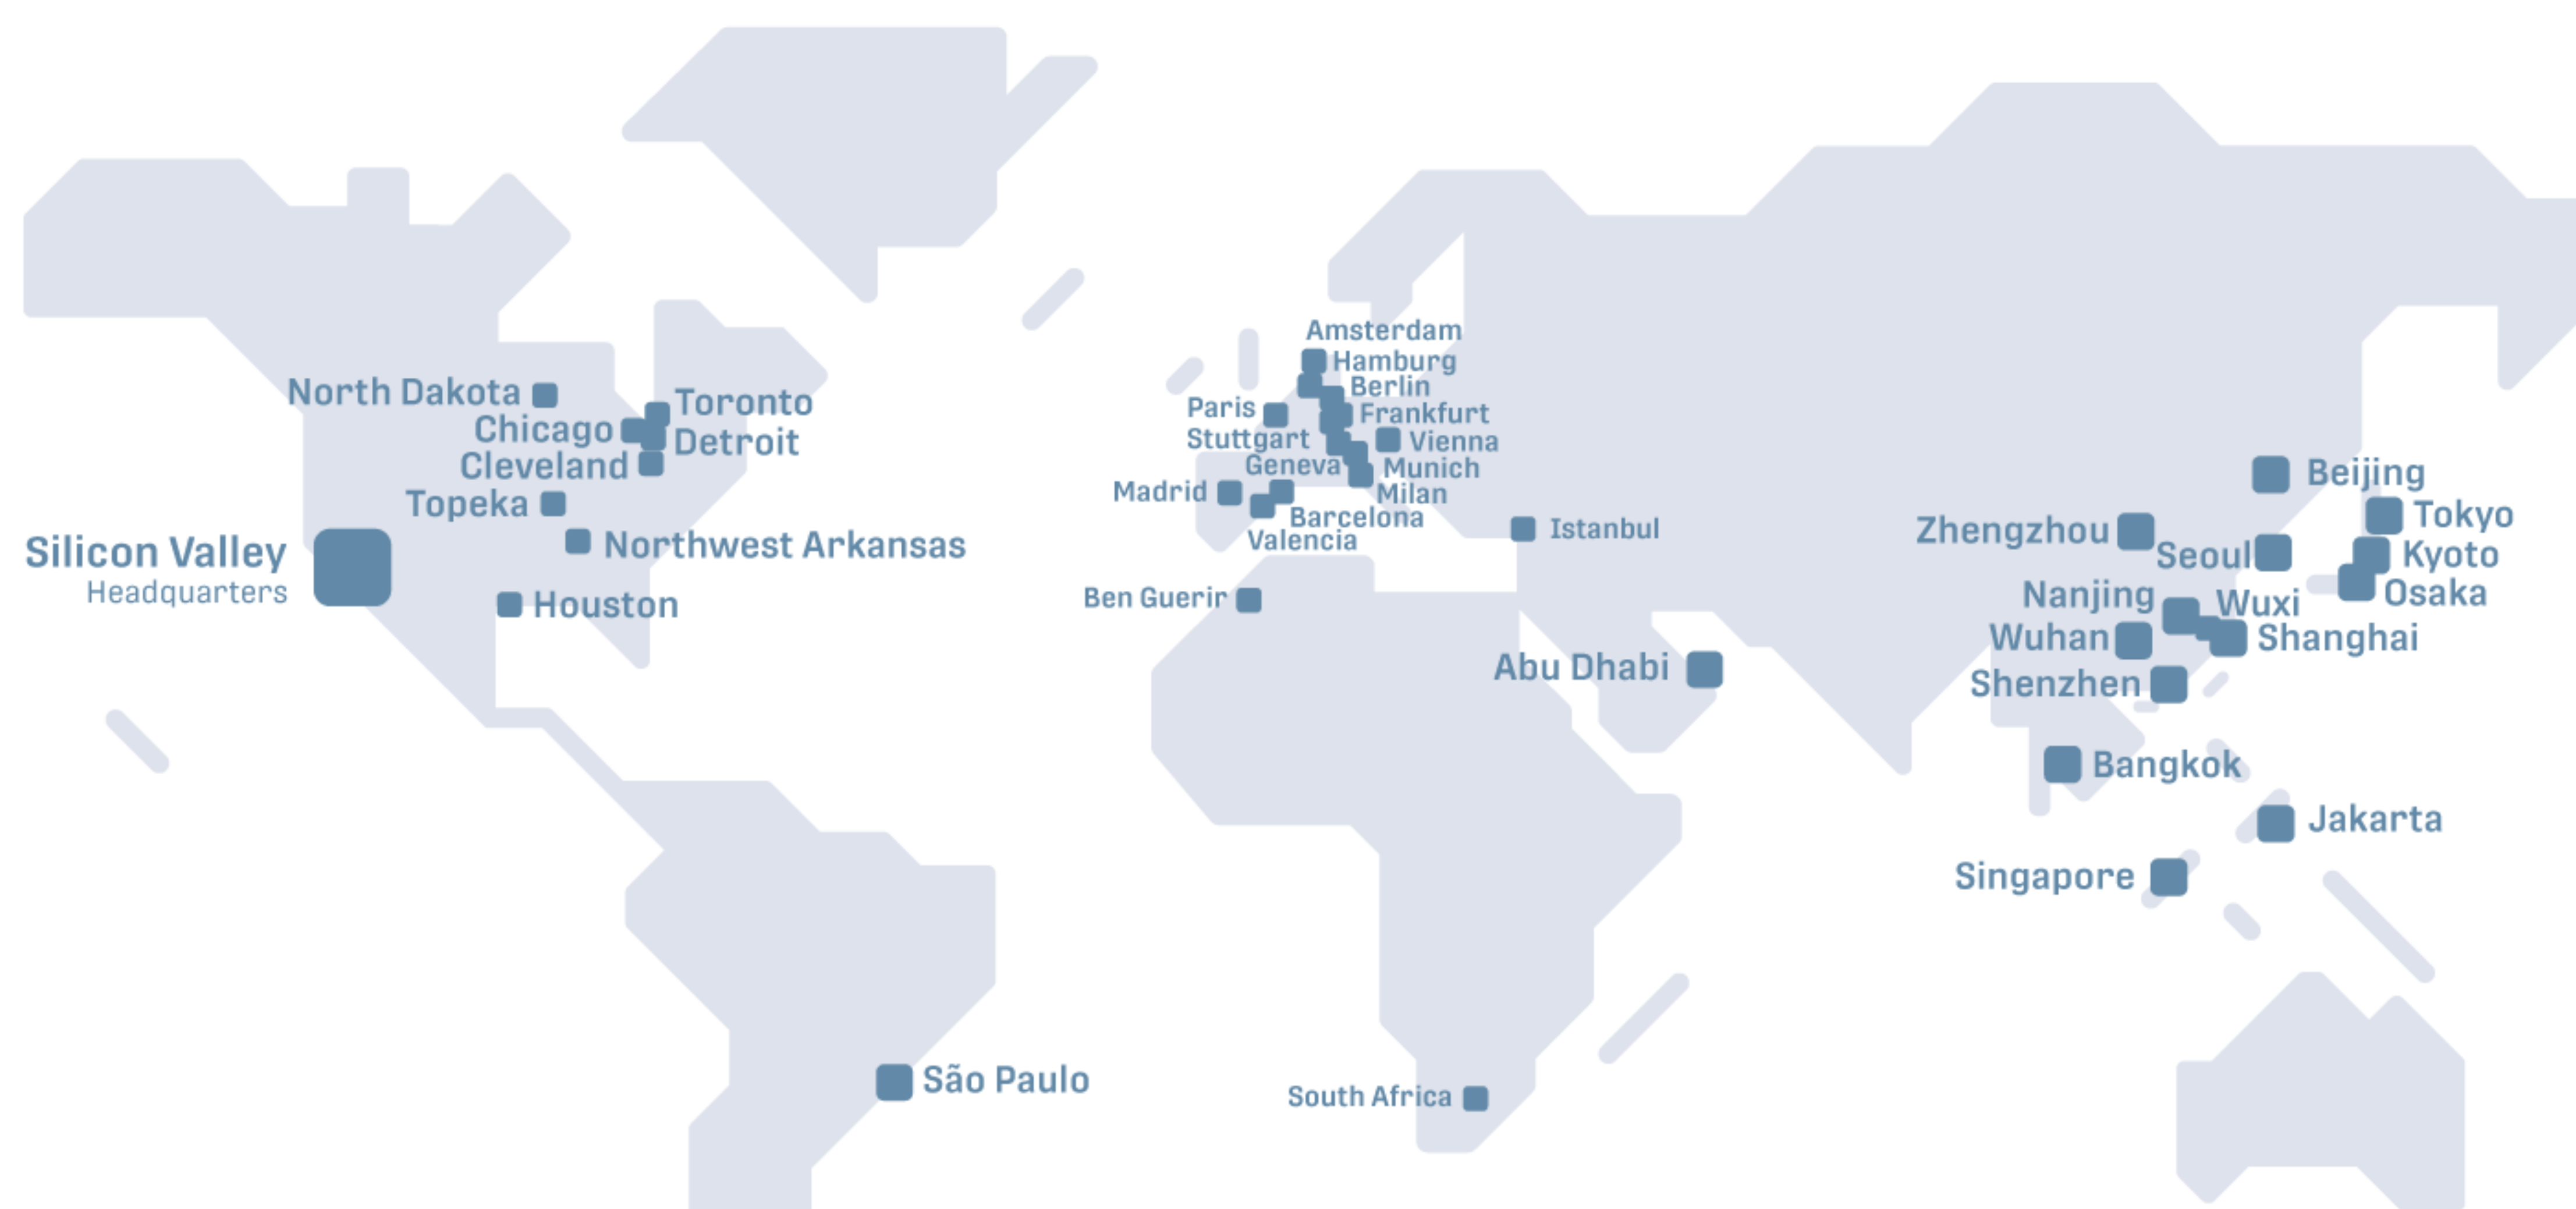 North Dakota
Toronto
Chicago
Detroit
Cleveland
Topeka
Northwest Arkansas
Silicon Valley
Headquarters
Houston
São Paulo
Amsterdam
Hamburg
Berlin
Paris
Frankfurt
Stuttgart
Vienna
Geneva
Munich
Madrid
Milan
Barcelona
Valencia
Istanbul
Ben Guerir
Abu Dhabi
South Africa
Beijing
Tokyo
Zhengzhou
Seoul
Kyoto
Nanjing
Wuxi
Osaka
Wuhan
Shanghai
Shenzhen
Bangkok
Jakarta
Singapore